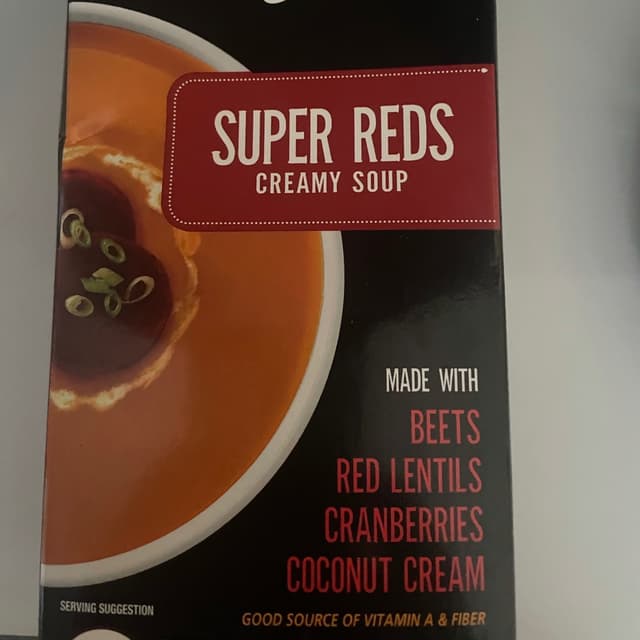 SUPER REDS
CREAMY SOUP
MADE WITH
BEETS
RED LENTILS
CRANBERRIES
COCONUT CREAM
SERVING SUGGESTION
GOOD SOURCE OF VITAMIN A & FIBER